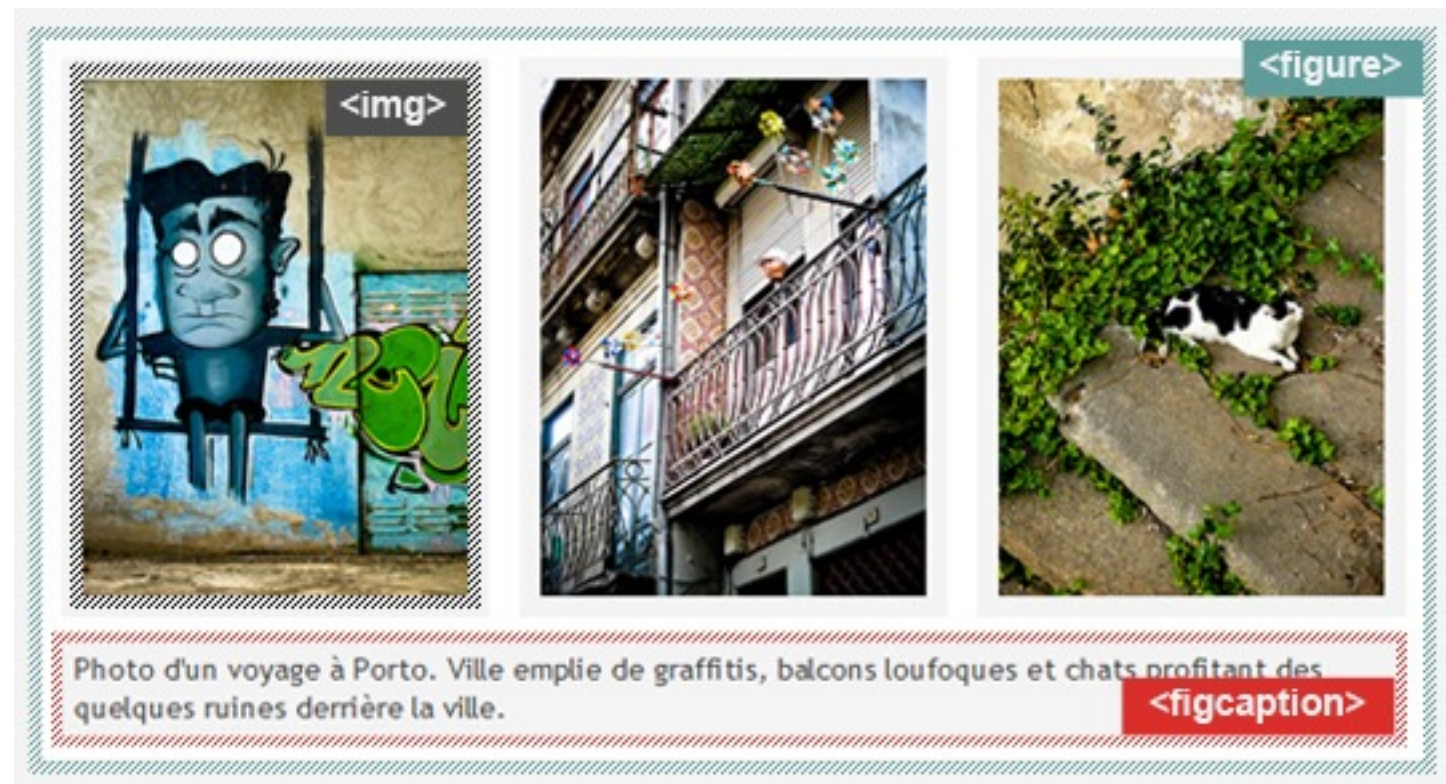 <figure>
<img>
Photo d'un voyage à Porto. Ville emplie de graffitis, balcons loufoques et chats profitant des
quelques ruines derrière la ville.
<figcaption>